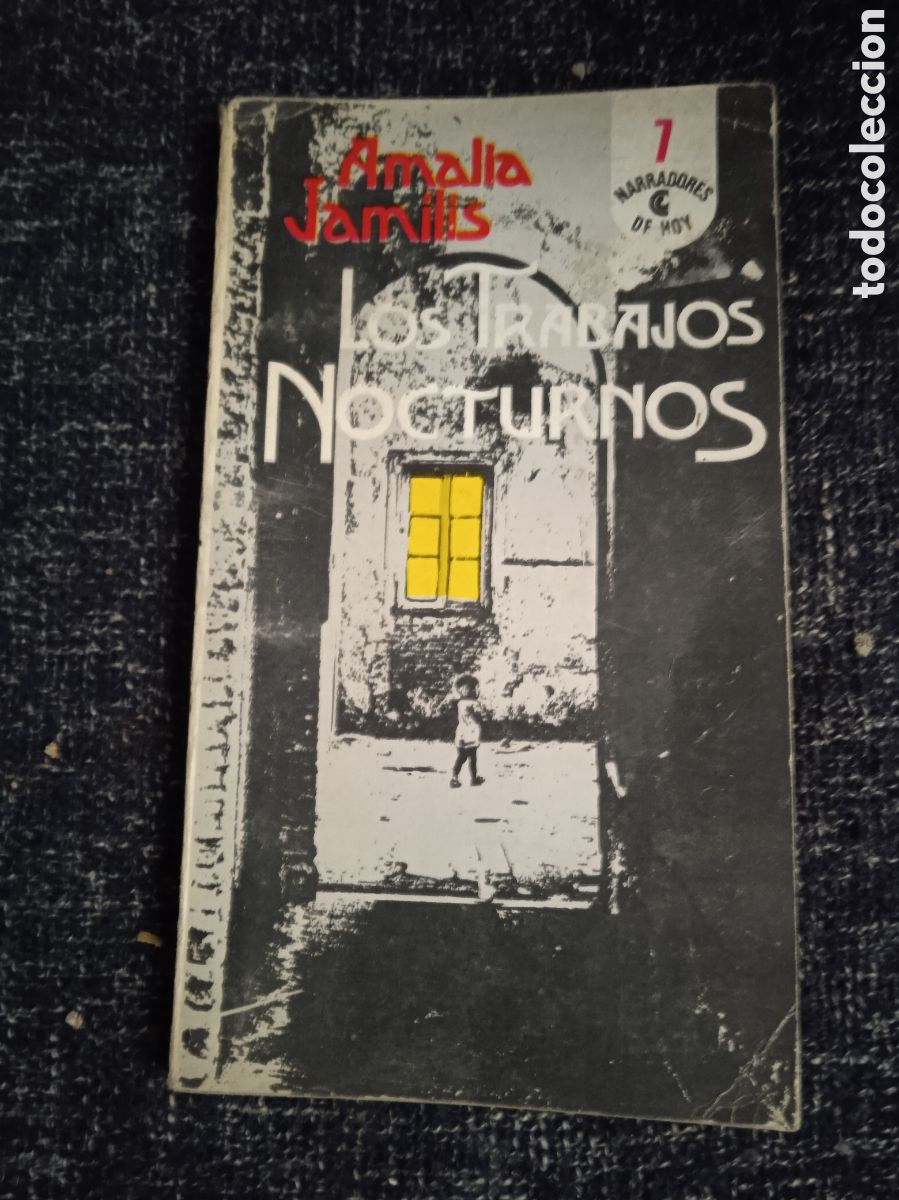 Amalia
Jamilis
7
NARRADORES
DE HOY
LOS TRABAJOS
NOCTURNOS
todocoleccion